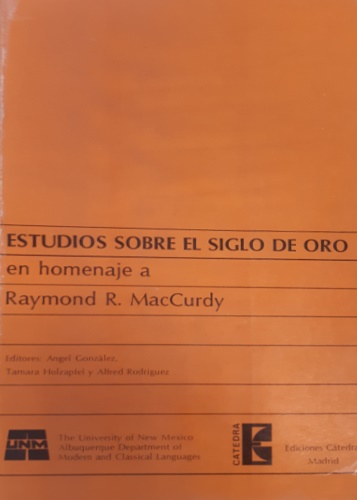 ESTUDIOS SOBRE EL SIGLO DE ORO
en homenaje a
Raymond R. MacCurdy
Editores: Angel González,
Tamara Holzapfel y Alfred Rodríguez
UNM
The University of New Mexico
Albuquerque Department of
Modern and Classical Languages
CATEDRA
Ediciones Cátedra
Madrid